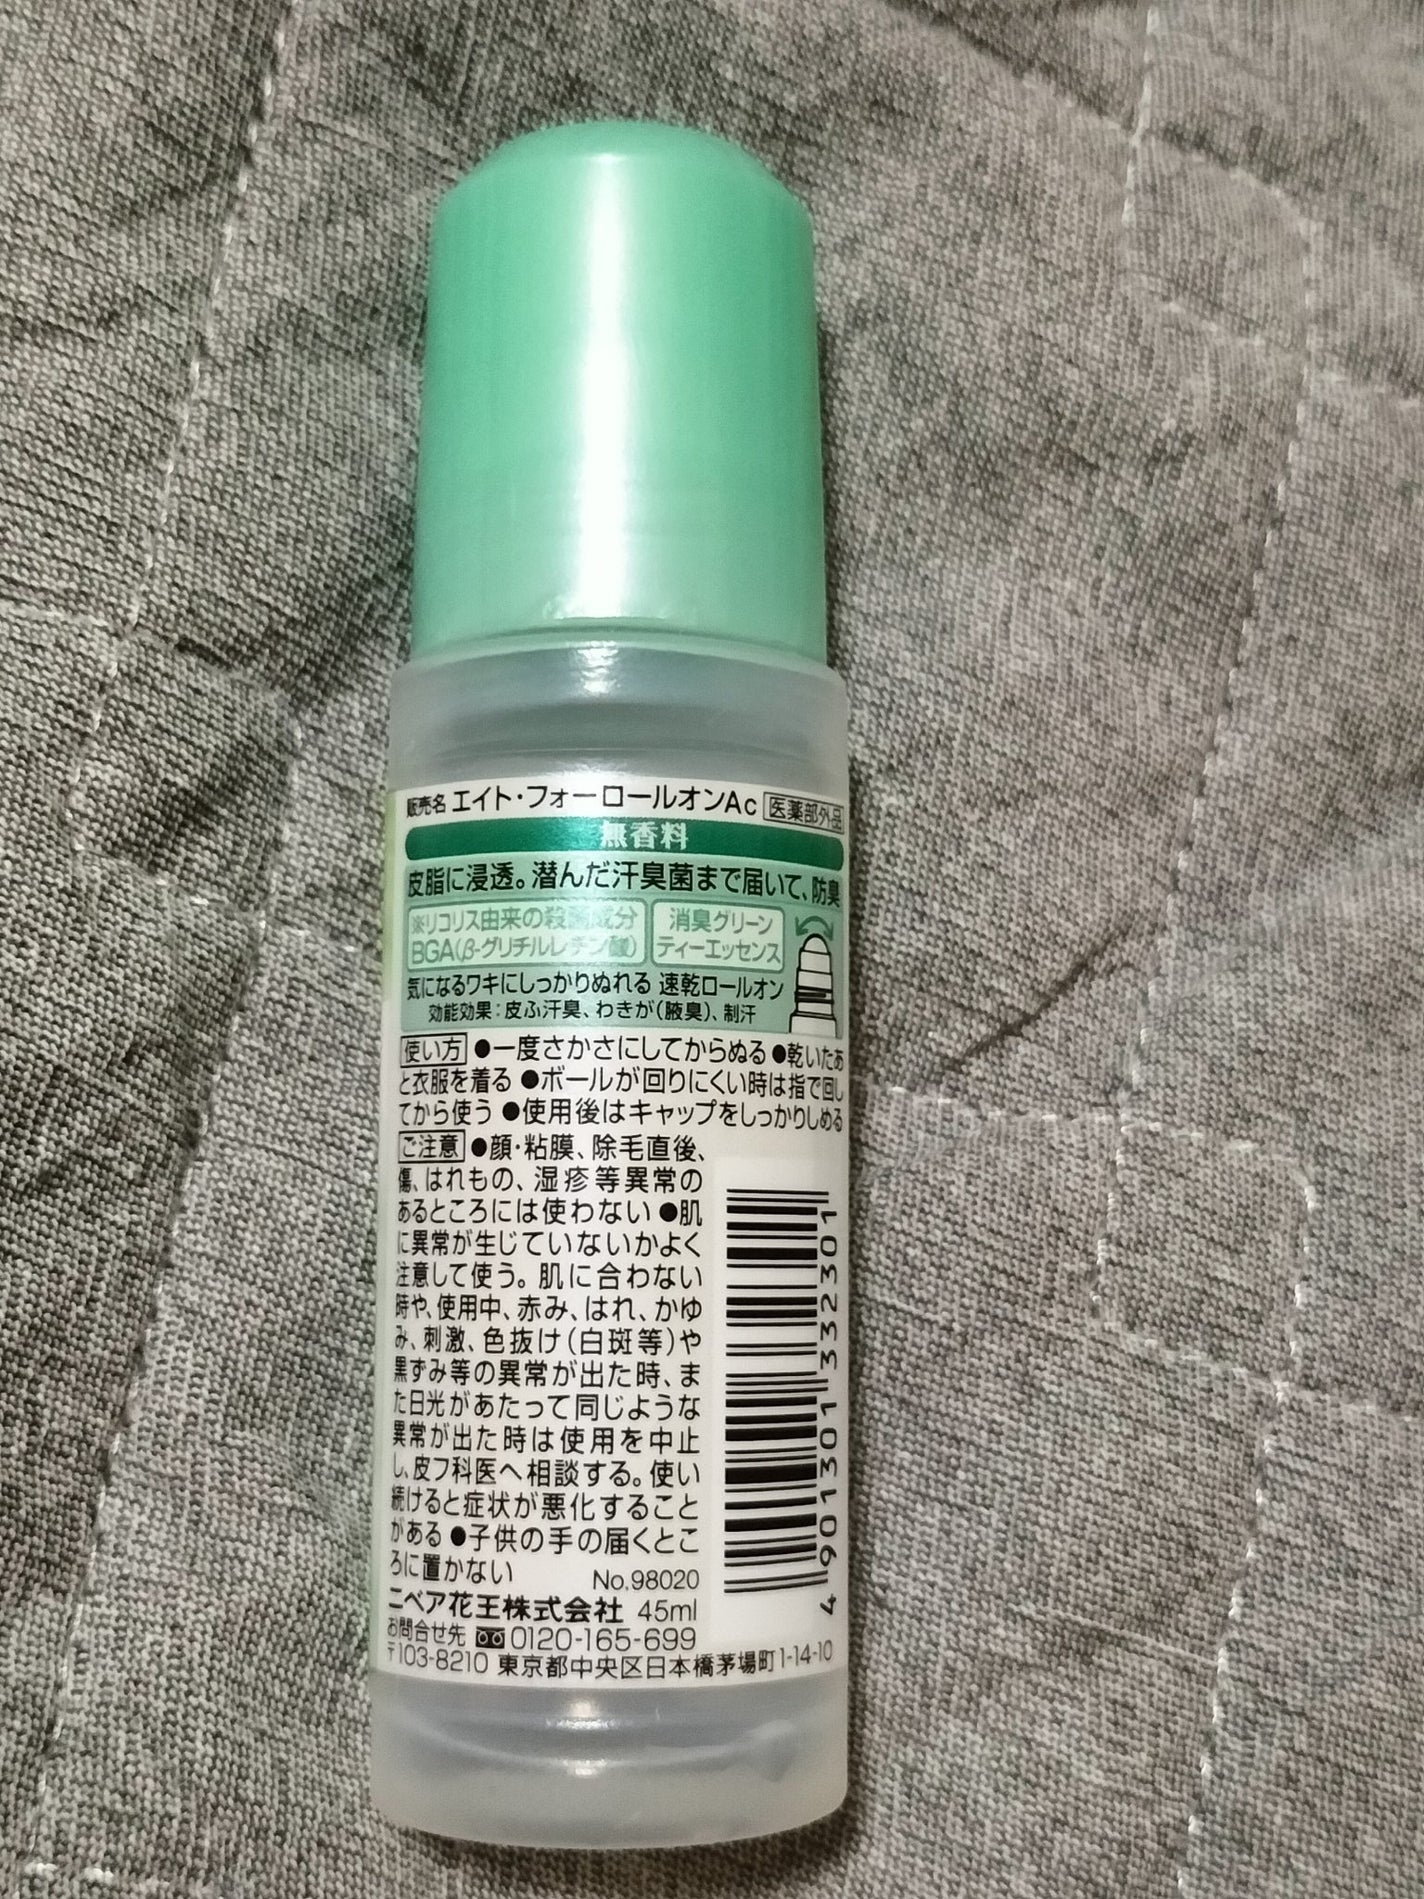 販売名 エイト・フォー ロールオンAc 医薬部外品
無香料
皮脂に浸透。潜んだ汗臭菌まで届いて、防臭
※リコリス由来の殺菌成分
BGA(β-グリチルレチン酸)
消臭グリーン
ティーエッセンス
気になるワキにしっかりぬれる 速乾ロールオン
効能効果：皮ふ汗臭、わきが(腋臭)、制汗
使い方 ●一度さかさにしてからぬる ●乾いたあ
と衣服を着る ●ボールが回りにくい時は指で回し
てから使う ●使用後はキャップをしっかりしめる
ご注意 ●顔・粘膜、除毛直後、
傷、はれもの、湿疹等異常の
あるところには使わない ●肌
に異常が生じていないかよく
注意して使う。肌に合わない
時や、使用中、赤み、はれ、かゆ
み、刺激、色抜け(白斑等)や
黒ずみ等の異常が出た時、ま
た日光があたって同じような
異常が出た時は使用を中止
し、皮フ科医へ相談する。使い
続けると症状が悪化すること
がある ●子供の手の届くとこ
ろに置かない No.98020
ニベア花王株式会社 45ml
お問合せ先 0120-165-699
〒103-8210 東京都中央区日本橋茅場町1-14-10
4 901301 332301